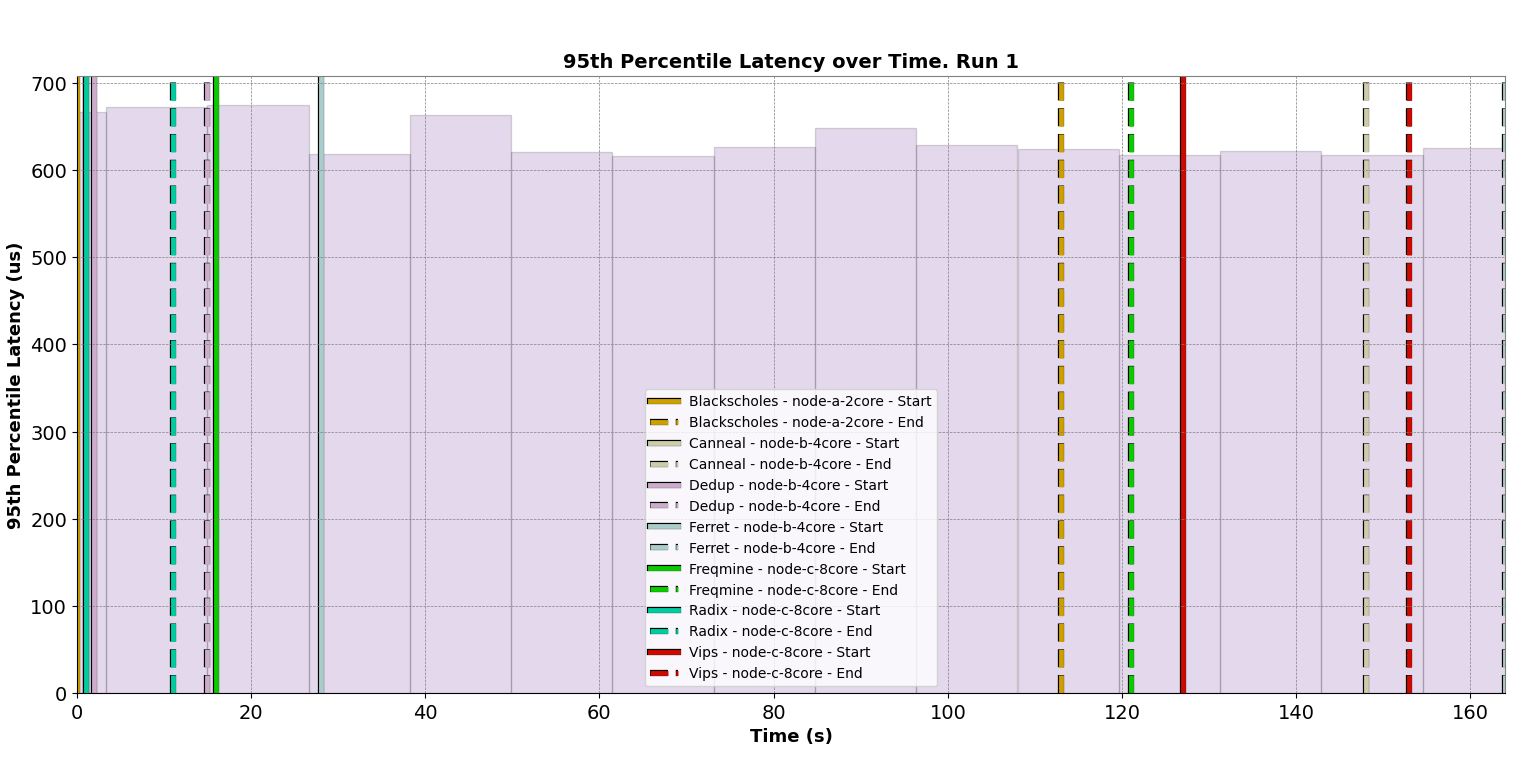 95th Percentile Latency over Time. Run 1
95th Percentile Latency (us)
700
600
500
400
300
200
100
0
Blackscholes - node-a-2core - Start
Blackscholes - node-a-2core - End
Canneal - node-b-4core - Start
Canneal - node-b-4core - End
Dedup - node-b-4core - Start
Dedup - node-b-4core - End
Ferret - node-b-4core - Start
Ferret - node-b-4core - End
Freqmine - node-c-8core - Start
Freqmine - node-c-8core - End
Radix - node-c-8core - Start
Radix - node-c-8core - End
Vips - node-c-8core - Start
Vips - node-c-8core - End
0 20 40 60 80 100 120 140 160
Time (s)